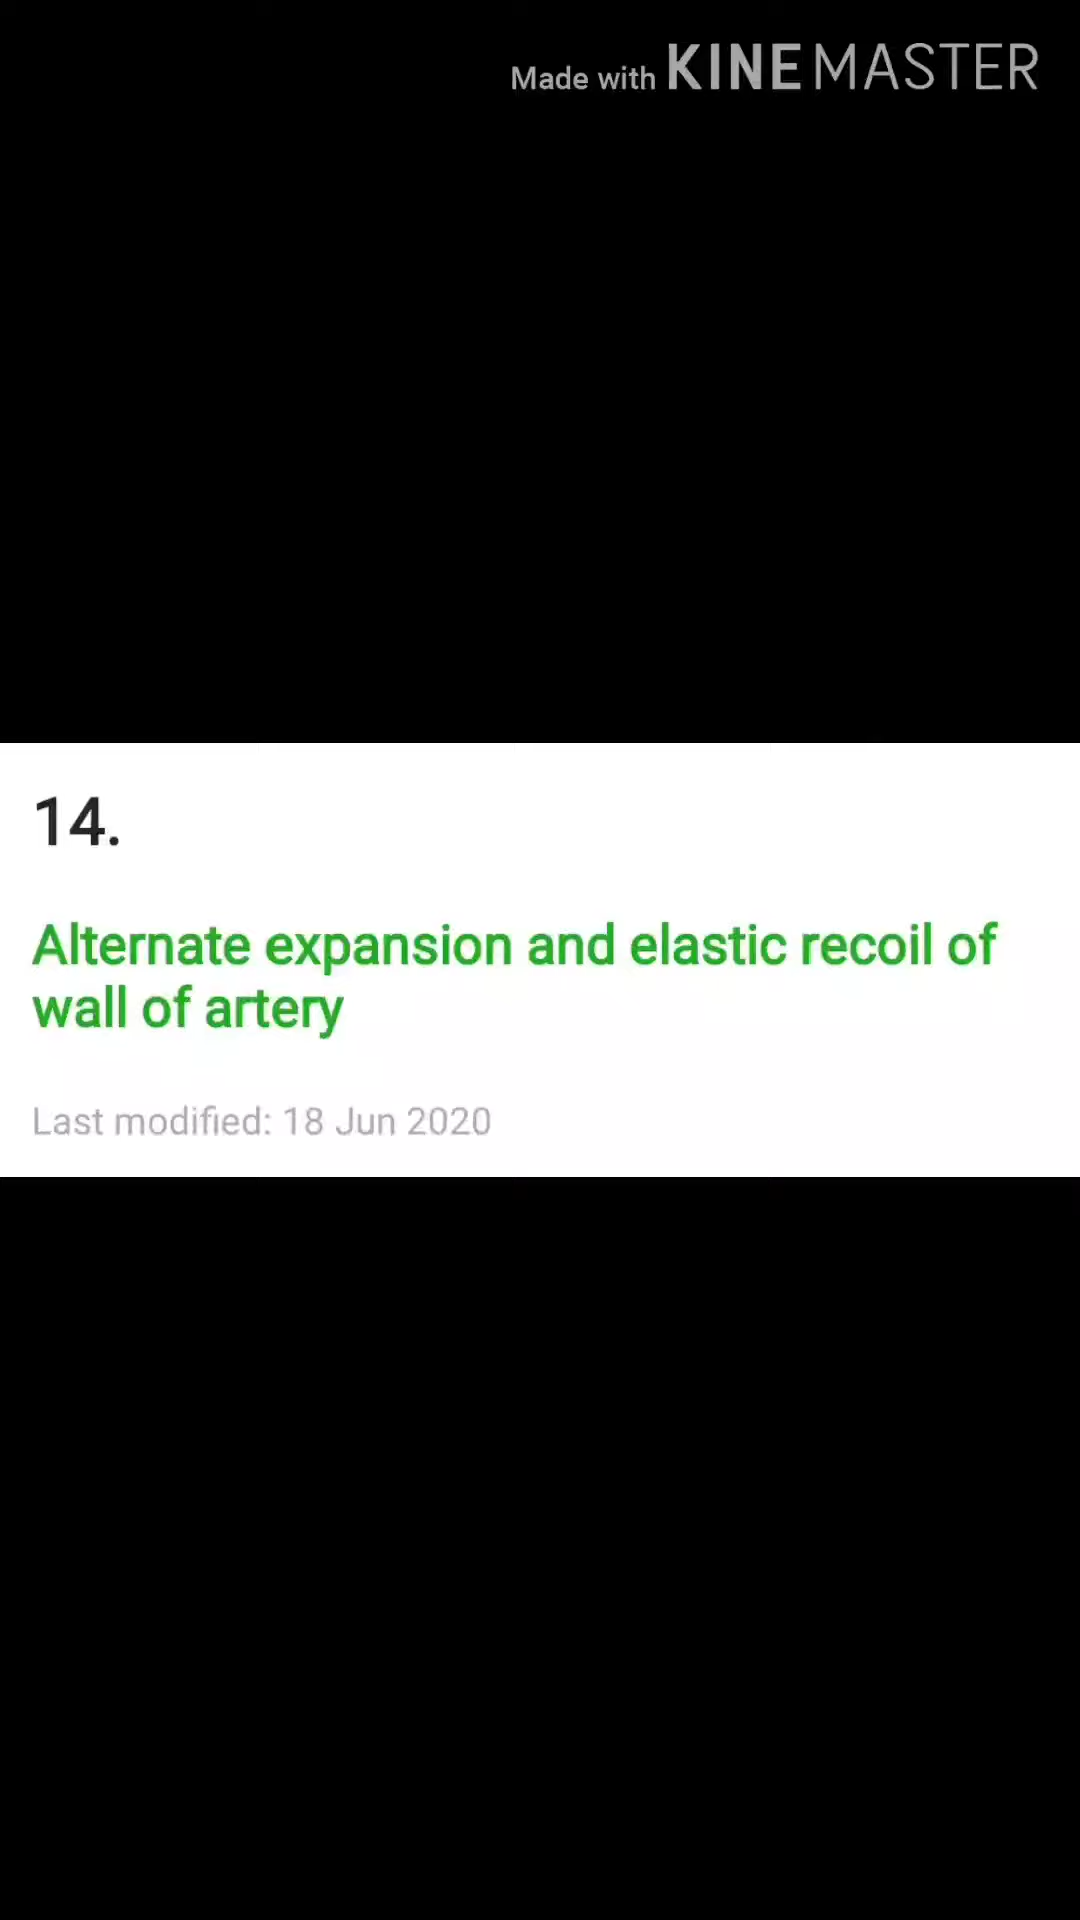 Made with KINEMASTER
14.
Alternate expansion and elastic recoil of
wall of artery
Last modified: 18 Jun 2020